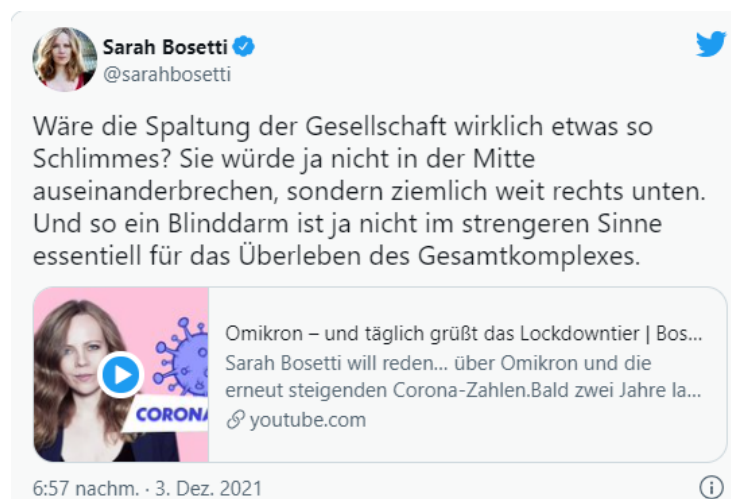 Sarah Bosetti
@sarahbosetti
Wäre die Spaltung der Gesellschaft wirklich etwas so
Schlimmes? Sie würde ja nicht in der Mitte
auseinanderbrechen, sondern ziemlich weit rechts unten.
Und so ein Blinddarm ist ja nicht im strengeren Sinne
essentiell für das Überleben des Gesamtkomplexes.
CORONA
Omikron – und täglich grüßt das Lockdowntier | Bos...
Sarah Bosetti will reden... über Omikron und die
erneut steigenden Corona-Zahlen.Bald zwei Jahre la...
youtube.com
6:57 nachm. · 3. Dez. 2021